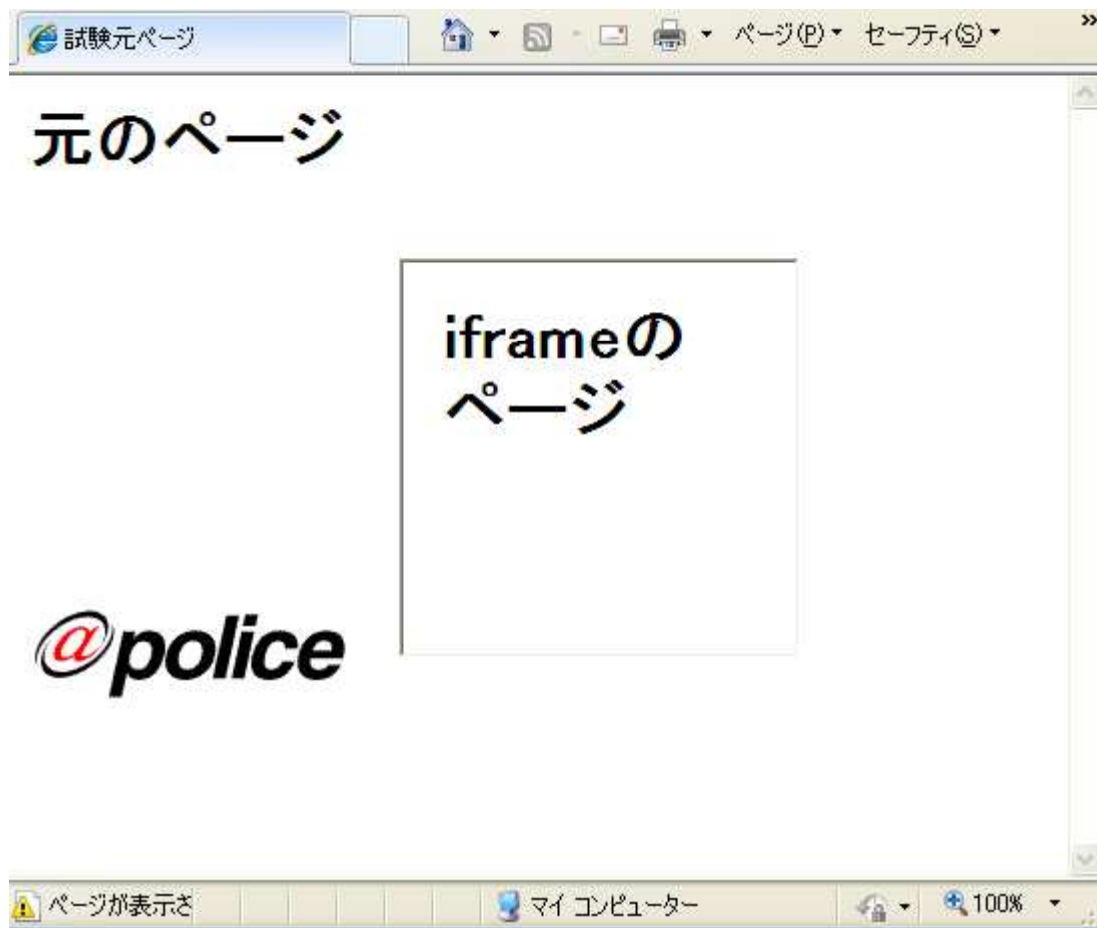 試験元ページ
ページ(P) セーフティ(S) »
元のページ
iframeの
ページ
@police
ページが表示さ マイ コンピューター 100%